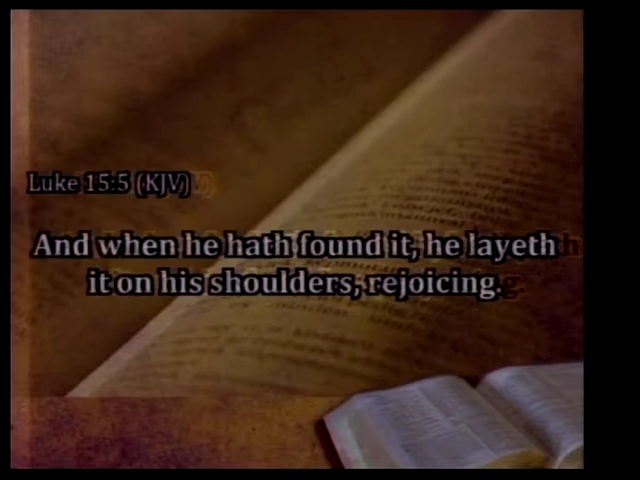 Luke 15:5 (KJV)
And when he hath found it, he layeth
it on his shoulders, rejoicing.